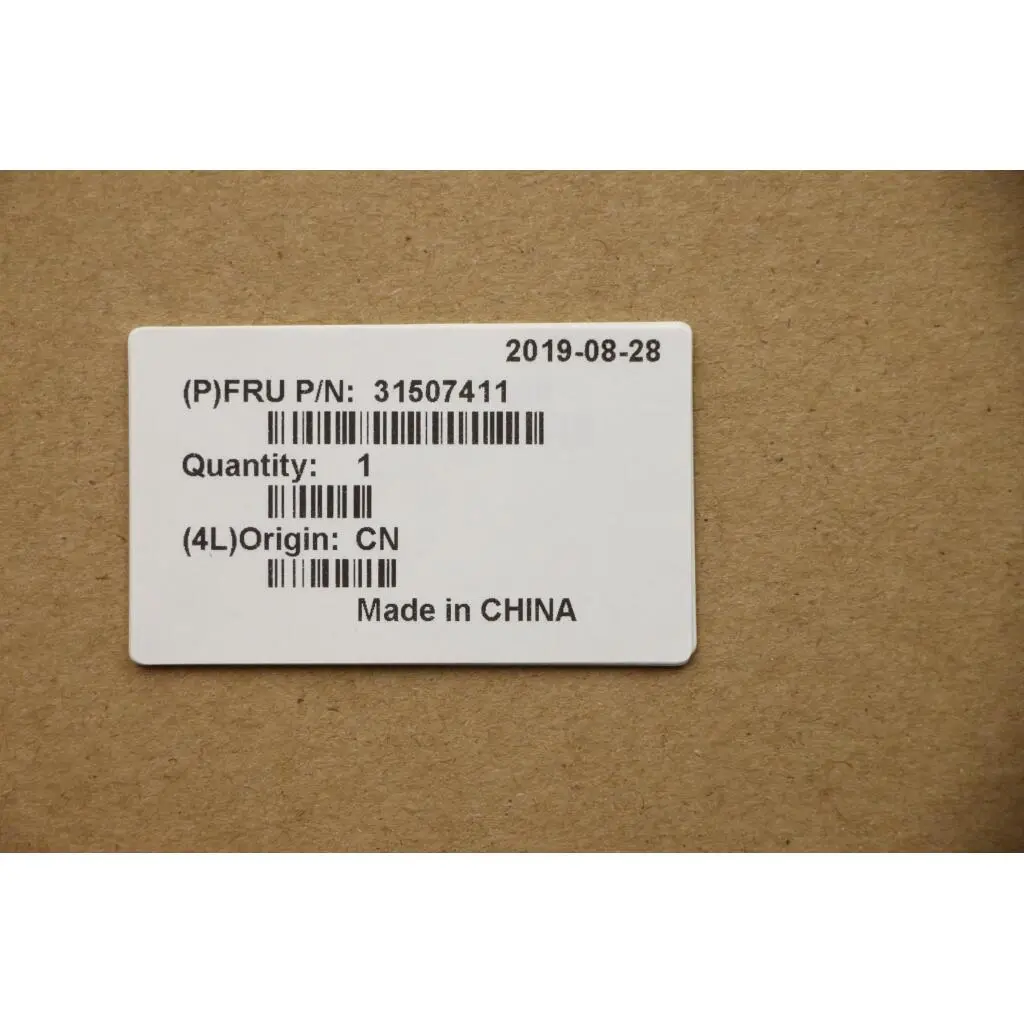 2019-08-28
(P)FRU P/N: 31507411
Quantity: 1
(4L)Origin: CN
Made in CHINA